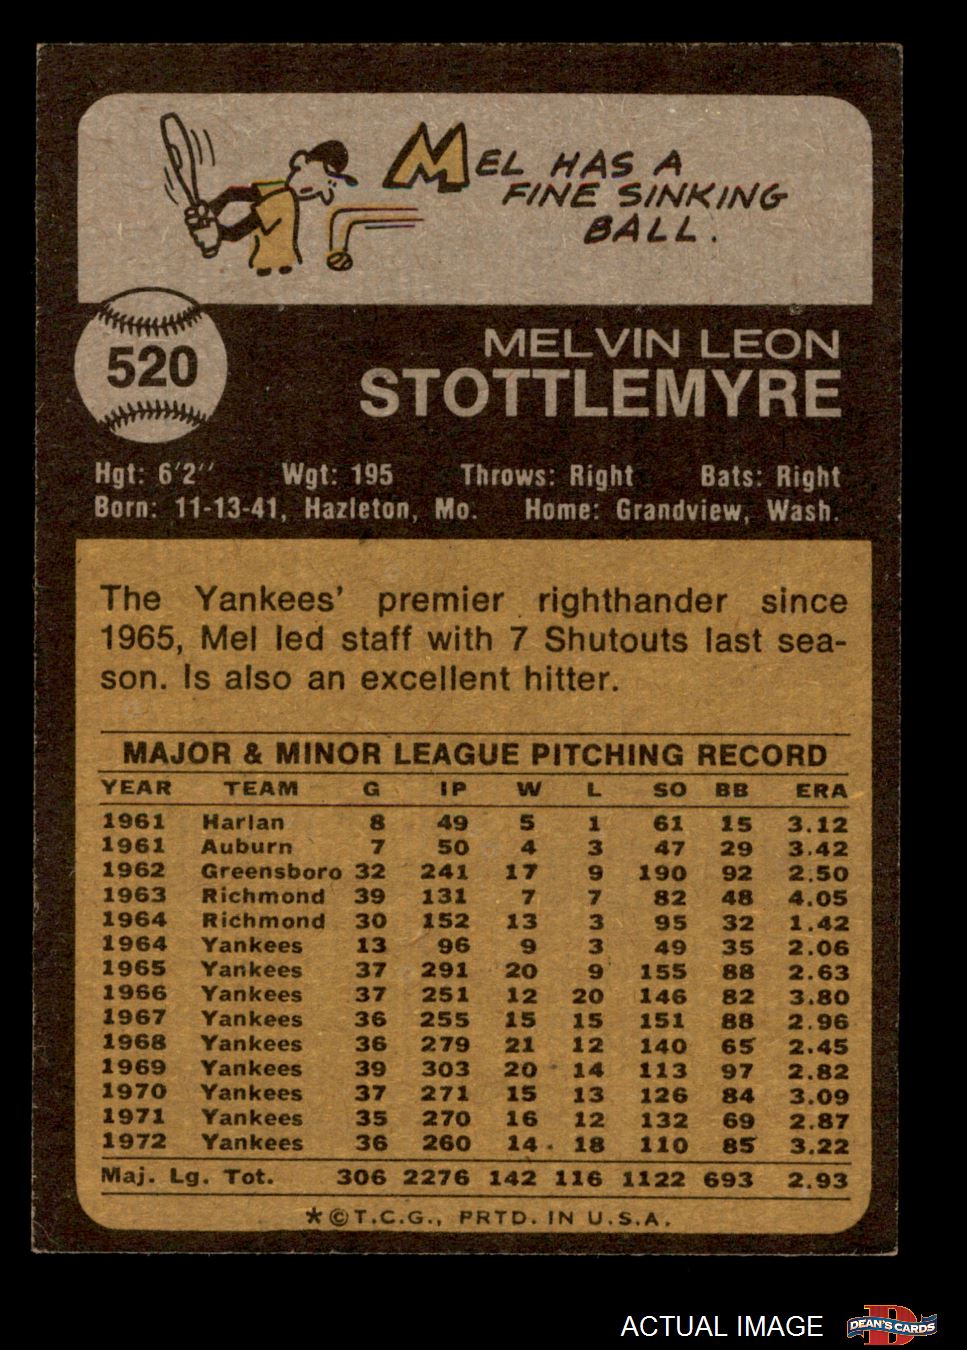 MEL HAS A
FINE SINKING
BALL.
520
MELVIN LEON
STOTTLEMYRE
Hgt: 6'2'' Wgt: 195 Throws: Right Bats: Right
Born: 11-13-41, Hazleton, Mo. Home: Grandview, Wash.
The Yankees' premier righthander since
1965, Mel led staff with 7 Shutouts last sea-
son. Is also an excellent hitter.
MAJOR & MINOR LEAGUE PITCHING RECORD
YEAR TEAM G IP W L SO BB ERA
1961 Harlan 8 49 5 1 61 15 3.12
1961 Auburn 7 50 4 3 47 29 3.42
1962 Greensboro 32 241 17 9 190 92 2.50
1963 Richmond 39 131 7 7 82 48 4.05
1964 Richmond 30 152 13 3 95 32 1.42
1964 Yankees 13 96 9 3 49 35 2.06
1965 Yankees 37 291 20 9 155 88 2.63
1966 Yankees 37 251 12 20 146 82 3.80
1967 Yankees 36 255 15 15 151 88 2.96
1968 Yankees 36 279 21 12 140 65 2.45
1969 Yankees 39 303 20 14 113 97 2.82
1970 Yankees 37 271 15 13 126 84 3.09
1971 Yankees 35 270 16 12 132 69 2.87
1972 Yankees 36 260 14 18 110 85 3.22
Maj. Lg. Tot. 306 2276 142 116 1122 693 2.93
*©T.C.G., PRTD. IN U.S.A.
ACTUAL IMAGE
DEAN'S CARDS